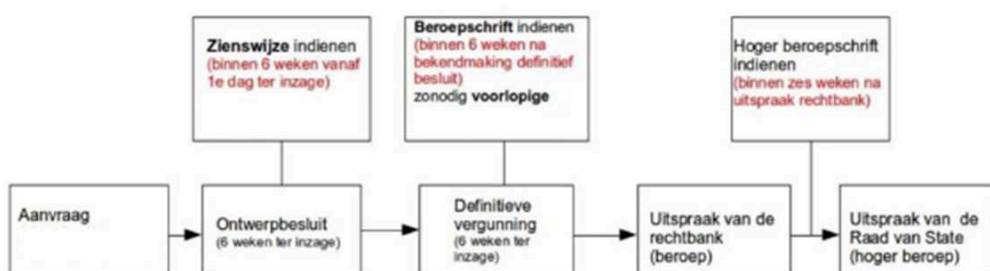 Zienswijze indienen
(binnen 6 weken vanaf
1e dag ter inzage)
Beroepschrift indienen
(binnen 6 weken na
bekendmaking definitief
besluit)
zonodig voorlopige
Hoger beroepschrift
indienen
(binnen zes weken na
uitspraak rechtbank)
Aanvraag
Ontwerpbesluit
(6 weken ter inzage)
Definitieve
vergunning
(6 weken ter
inzage)
Uitspraak van de
rechtbank
(beroep)
Uitspraak van de
Raad van State
(hoger beroep)